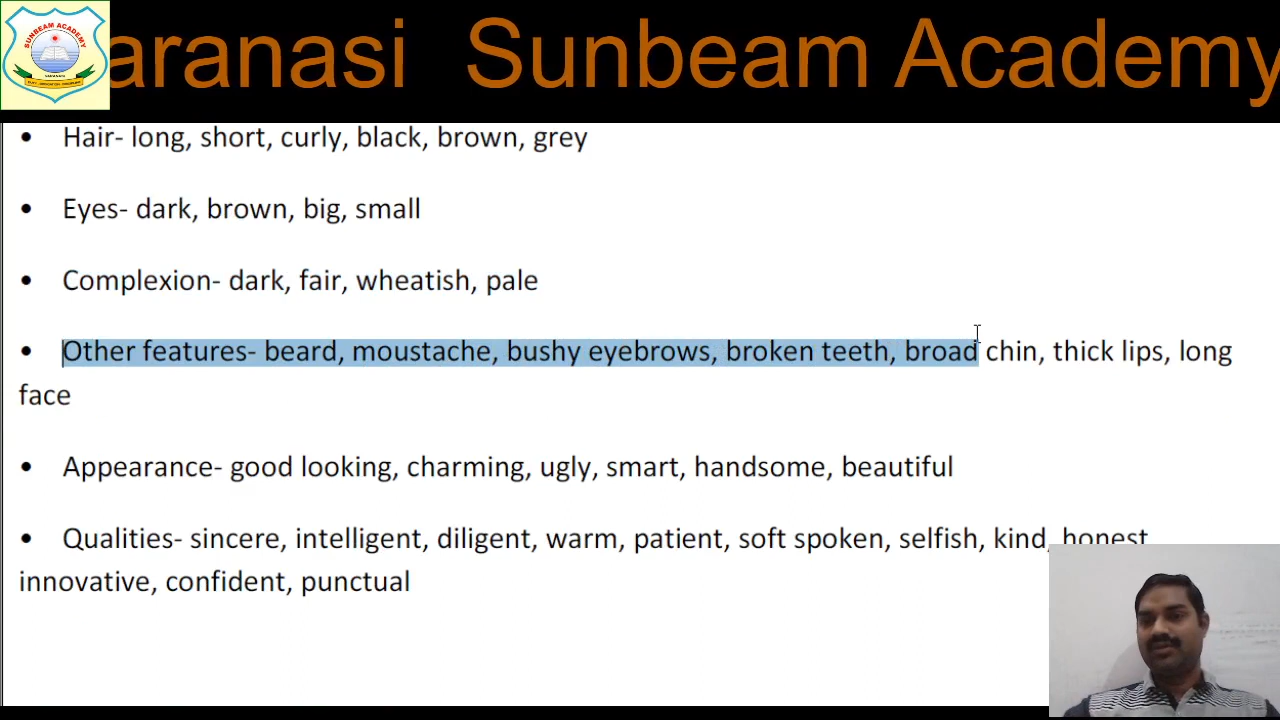 aranasi Sunbeam Academy
SUNBEAM ACADEMY
• Hair- long, short, curly, black, brown, grey
• Eyes- dark, brown, big, small
• Complexion- dark, fair, wheatish, pale
• Other features- beard, moustache, bushy eyebrows, broken teeth, broad chin, thick lips, long
face
• Appearance- good looking, charming, ugly, smart, handsome, beautiful
• Qualities- sincere, intelligent, diligent, warm, patient, soft spoken, selfish, kind, honest
innovative, confident, punctual